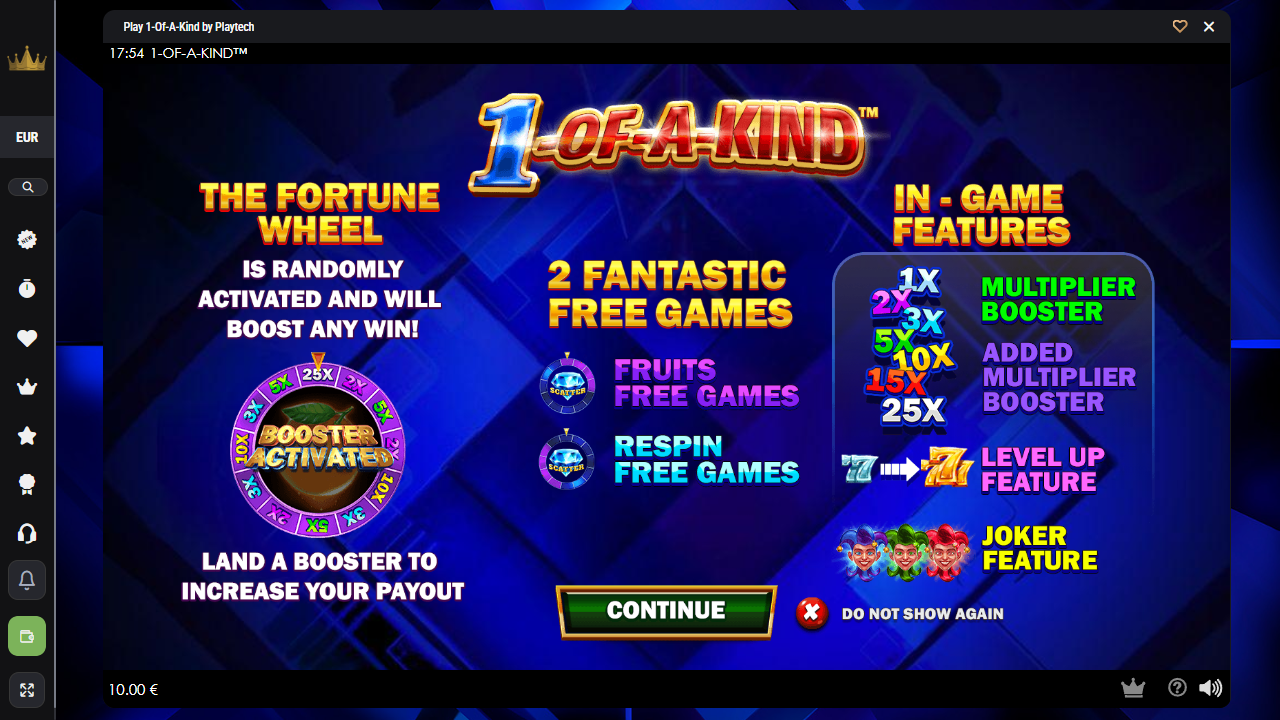 Play 1-Of-A-Kind by Playtech
17:54 1-OF-A-KIND™
EUR
NEW
1-OF-A-KIND™
THE FORTUNE
WHEEL
IS RANDOMLY
ACTIVATED AND WILL
BOOST ANY WIN!
25X
2X
5X
2X
10X
3X
5X
2X
3X
10X
3X
5X
BOOSTER
ACTIVATED
LAND A BOOSTER TO
INCREASE YOUR PAYOUT
2 FANTASTIC
FREE GAMES
SCATTER
FRUITS
FREE GAMES
SCATTER
RESPIN
FREE GAMES
CONTINUE
DO NOT SHOW AGAIN
IN - GAME
FEATURES
1X
2X
3X
5X
10X
15X
25X
MULTIPLIER
BOOSTER
ADDED
MULTIPLIER
BOOSTER
7 77
LEVEL UP
FEATURE
JOKER
FEATURE
10.00 €